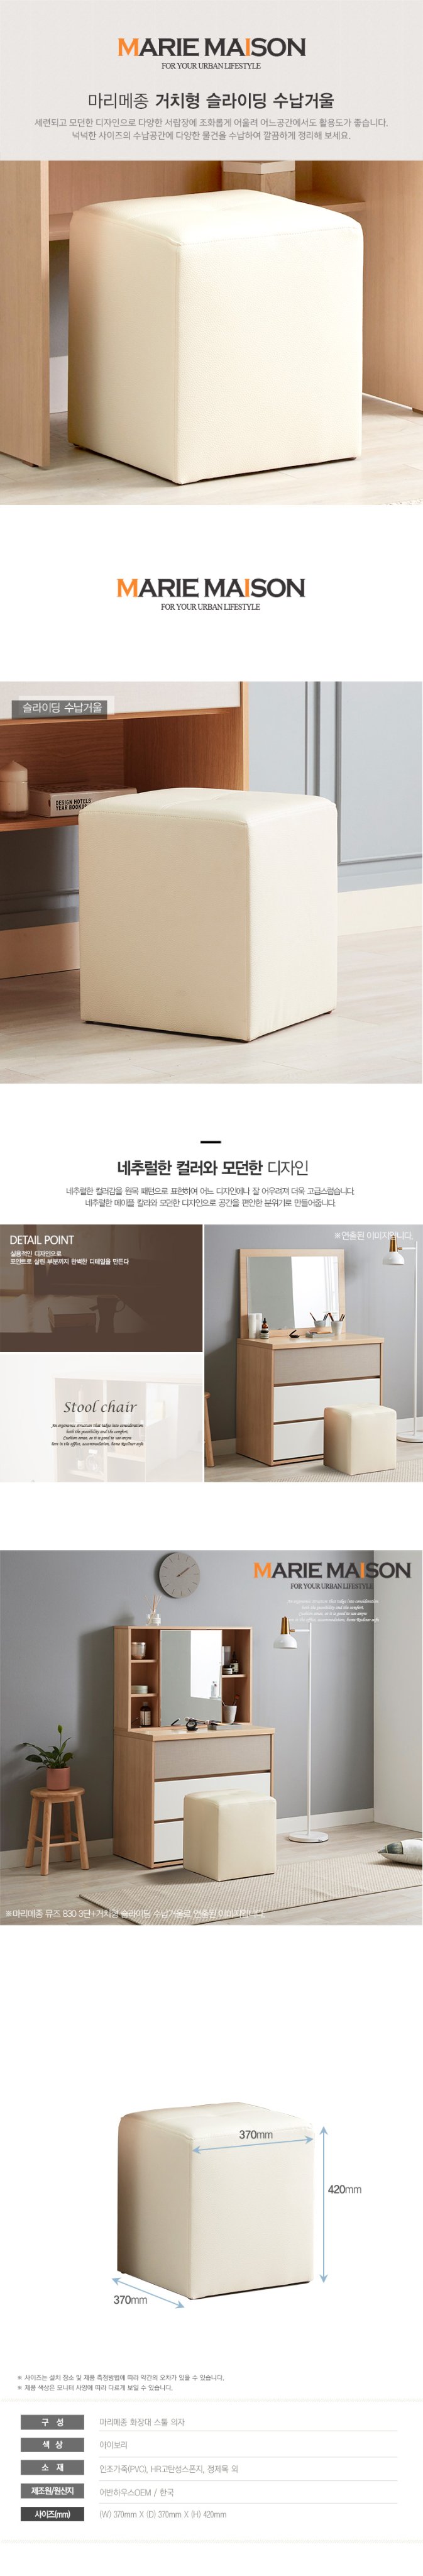 MARIE MAISON
FOR YOUR URBAN LIFESTYLE
마리메종 거치형 슬라이딩 수납거울
세련되고 모던한 디자인으로 다양한 서랍장에 조화롭게 어울려 어느공간에서도 활용도가 좋습니다.
넉넉한 사이즈의 수납공간에 다양한 물건을 수납하여 깔끔하게 정리해 보세요.
MARIE MAISON
FOR YOUR URBAN LIFESTYLE
슬라이딩 수납거울
DESIGN HOTELS
YEAR BOOK
네추럴한 컬러와 모던한 디자인
네추럴한 컬러감을 원목 패턴으로 표현하여 어느 디자인에나 잘 어우러져 더욱 고급스럽습니다.
네추럴한 메이플 칼라와 모던한 디자인으로 공간을 편안한 분위기로 만들어줍니다.
DETAIL POINT
실용적인 디자인으로
포인트로 살린 부분까지 완벽한 디테일을 만든다
※연출된 이미지입니다.
Stool chair
An ergonomic structure that takes into consideration
both the possibility and the comfort.
Cushion sense, so it is good to use anyw-
here in the office, accommodation, home Recliner sofa
MARIE MAISON
FOR YOUR URBAN LIFESTYLE
An ergonomic structure that takes into consideration
both the possibility and the comfort.
Cushion sense, so it is good to use anyw-
here in the office, accommodation, home Recliner sofa
※마리메종 뮤즈 830 3단+거치형 슬라이딩 수납거울로 연출된 이미지입니다.
370mm
420mm
370mm
※ 사이즈는 설치 장소 및 제품 측정방법에 따라 약간의 오차가 있을 수 있습니다.
※ 제품 색상은 모니터 사양에 따라 다르게 보일 수 있습니다.
구 성 마리메종 화장대 스툴 의자
색 상 아이보리
소 재 인조가죽(PVC), HR고탄성스폰지, 정제목 외
제조원/원산지 어반하우스OEM / 한국
사이즈(mm) (W) 370mm X (D) 370mm X (H) 420mm